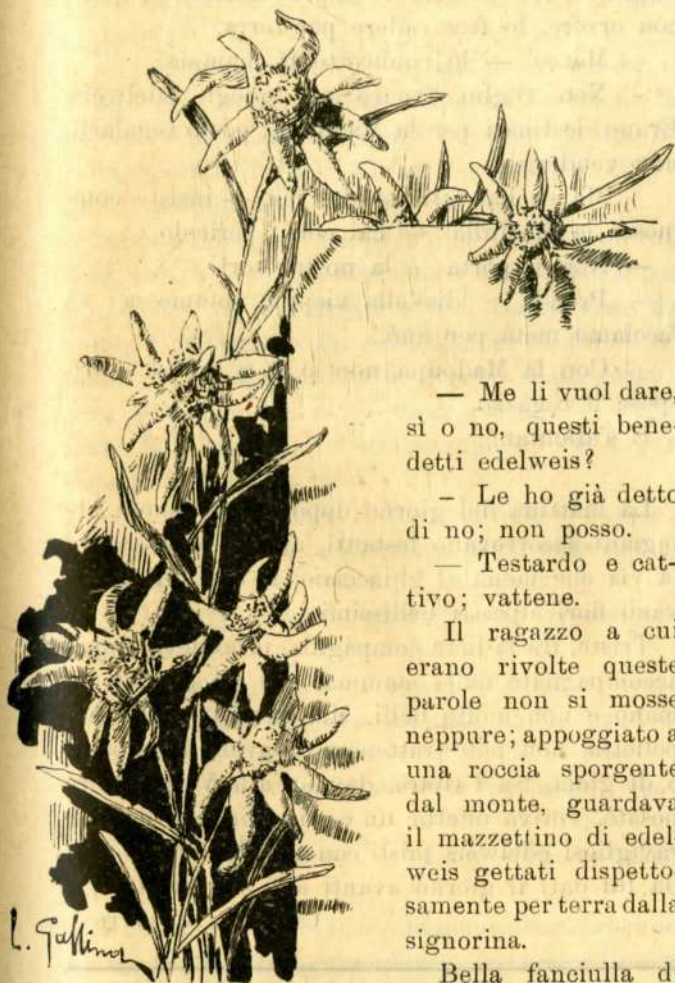 — Me li vuol dare,
sì o no, questi bene-
detti edelweis?
– Le ho già detto
di no; non posso.
— Testardo e cat-
tivo; vattene.
Il ragazzo a cui
erano rivolte queste
parole non si mosse
neppure; appoggiato a
una roccia sporgente
dal monte, guardava
il mazzettino di edel-
weis gettati dispetto-
samente per terra dalla
signorina.
Bella fanciulla di
L. Gallina